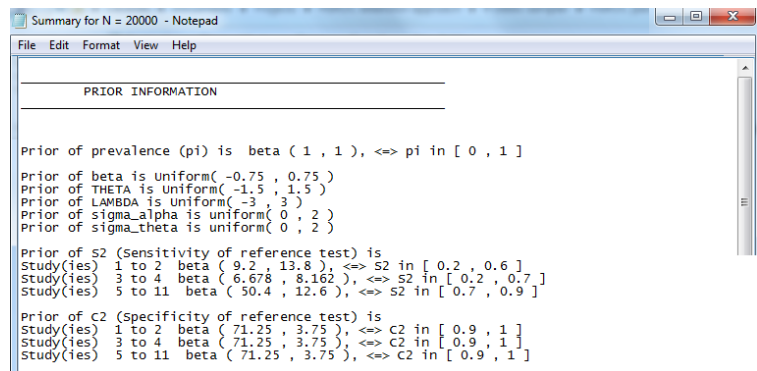 Summary for N = 20000 - Notepad
File Edit Format View Help
PRIOR INFORMATION
Prior of prevalence (pi) is beta ( 1 , 1 ), <=> pi in [ 0 , 1 ]
Prior of beta is Uniform( -0.75 , 0.75 )
Prior of THETA is Uniform( -1.5 , 1.5 )
Prior of LAMBDA is Uniform( -3 , 3 )
Prior of sigma_alpha is uniform( 0 , 2 )
Prior of sigma_theta is uniform( 0 , 2 )
Prior of S2 (Sensitivity of reference test) is
Study(ies) 1 to 2 beta ( 9.2 , 13.8 ), <=> S2 in [ 0.2 , 0.6 ]
Study(ies) 3 to 4 beta ( 6.678 , 8.162 ), <=> S2 in [ 0.2 , 0.7 ]
Study(ies) 5 to 11 beta ( 50.4 , 12.6 ), <=> S2 in [ 0.7 , 0.9 ]
Prior of C2 (Specificity of reference test) is
Study(ies) 1 to 2 beta ( 71.25 , 3.75 ), <=> C2 in [ 0.9 , 1 ]
Study(ies) 3 to 4 beta ( 71.25 , 3.75 ), <=> C2 in [ 0.9 , 1 ]
Study(ies) 5 to 11 beta ( 71.25 , 3.75 ), <=> C2 in [ 0.9 , 1 ]